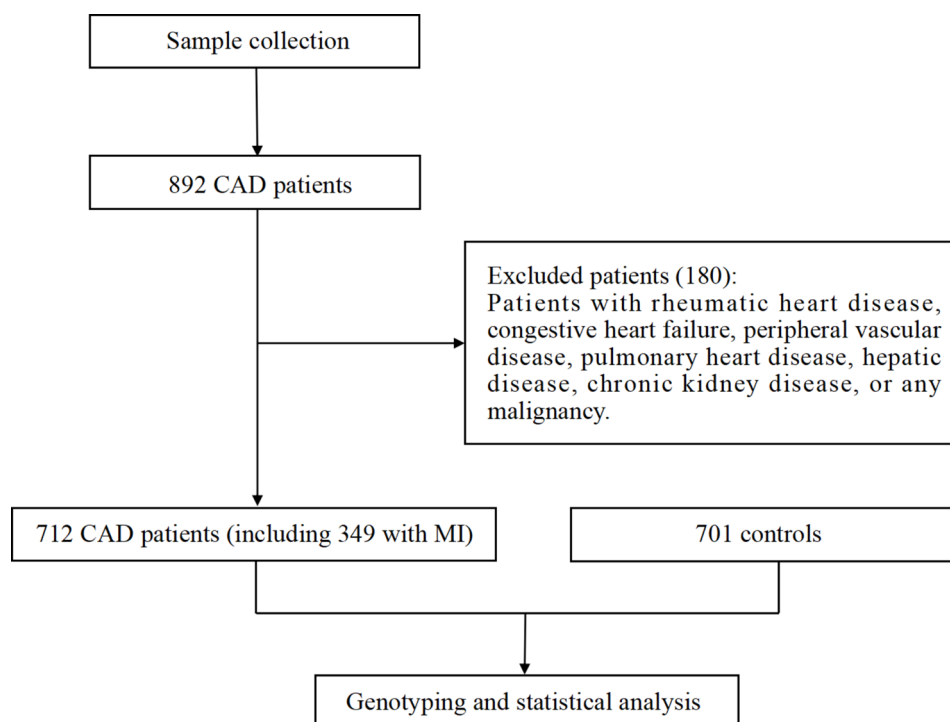 Sample collection
892 CAD patients
Excluded patients (180):
Patients with rheumatic heart disease,
congestive heart failure, peripheral vascular
disease, pulmonary heart disease, hepatic
disease, chronic kidney disease, or any
malignancy.
712 CAD patients (including 349 with MI)
701 controls
Genotyping and statistical analysis